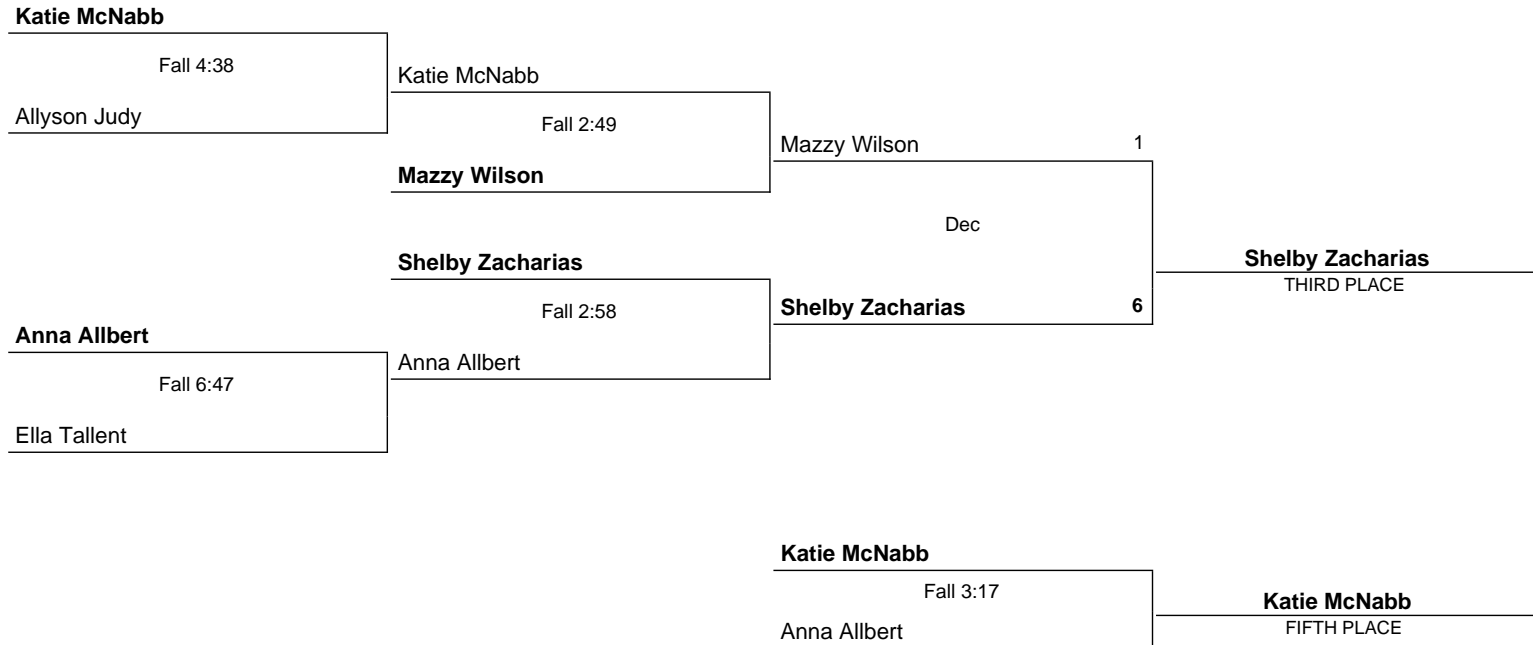 Katie McNabb
Fall 4:38
Allyson Judy
Katie McNabb
Fall 2:49
Mazzy Wilson
Mazzy Wilson 1
Dec
Shelby Zacharias 6
Shelby Zacharias
THIRD PLACE
Shelby Zacharias
Fall 2:58
Anna Allbert
Anna Allbert
Fall 6:47
Ella Tallent
Katie McNabb
Fall 3:17
Anna Allbert
Katie McNabb
FIFTH PLACE